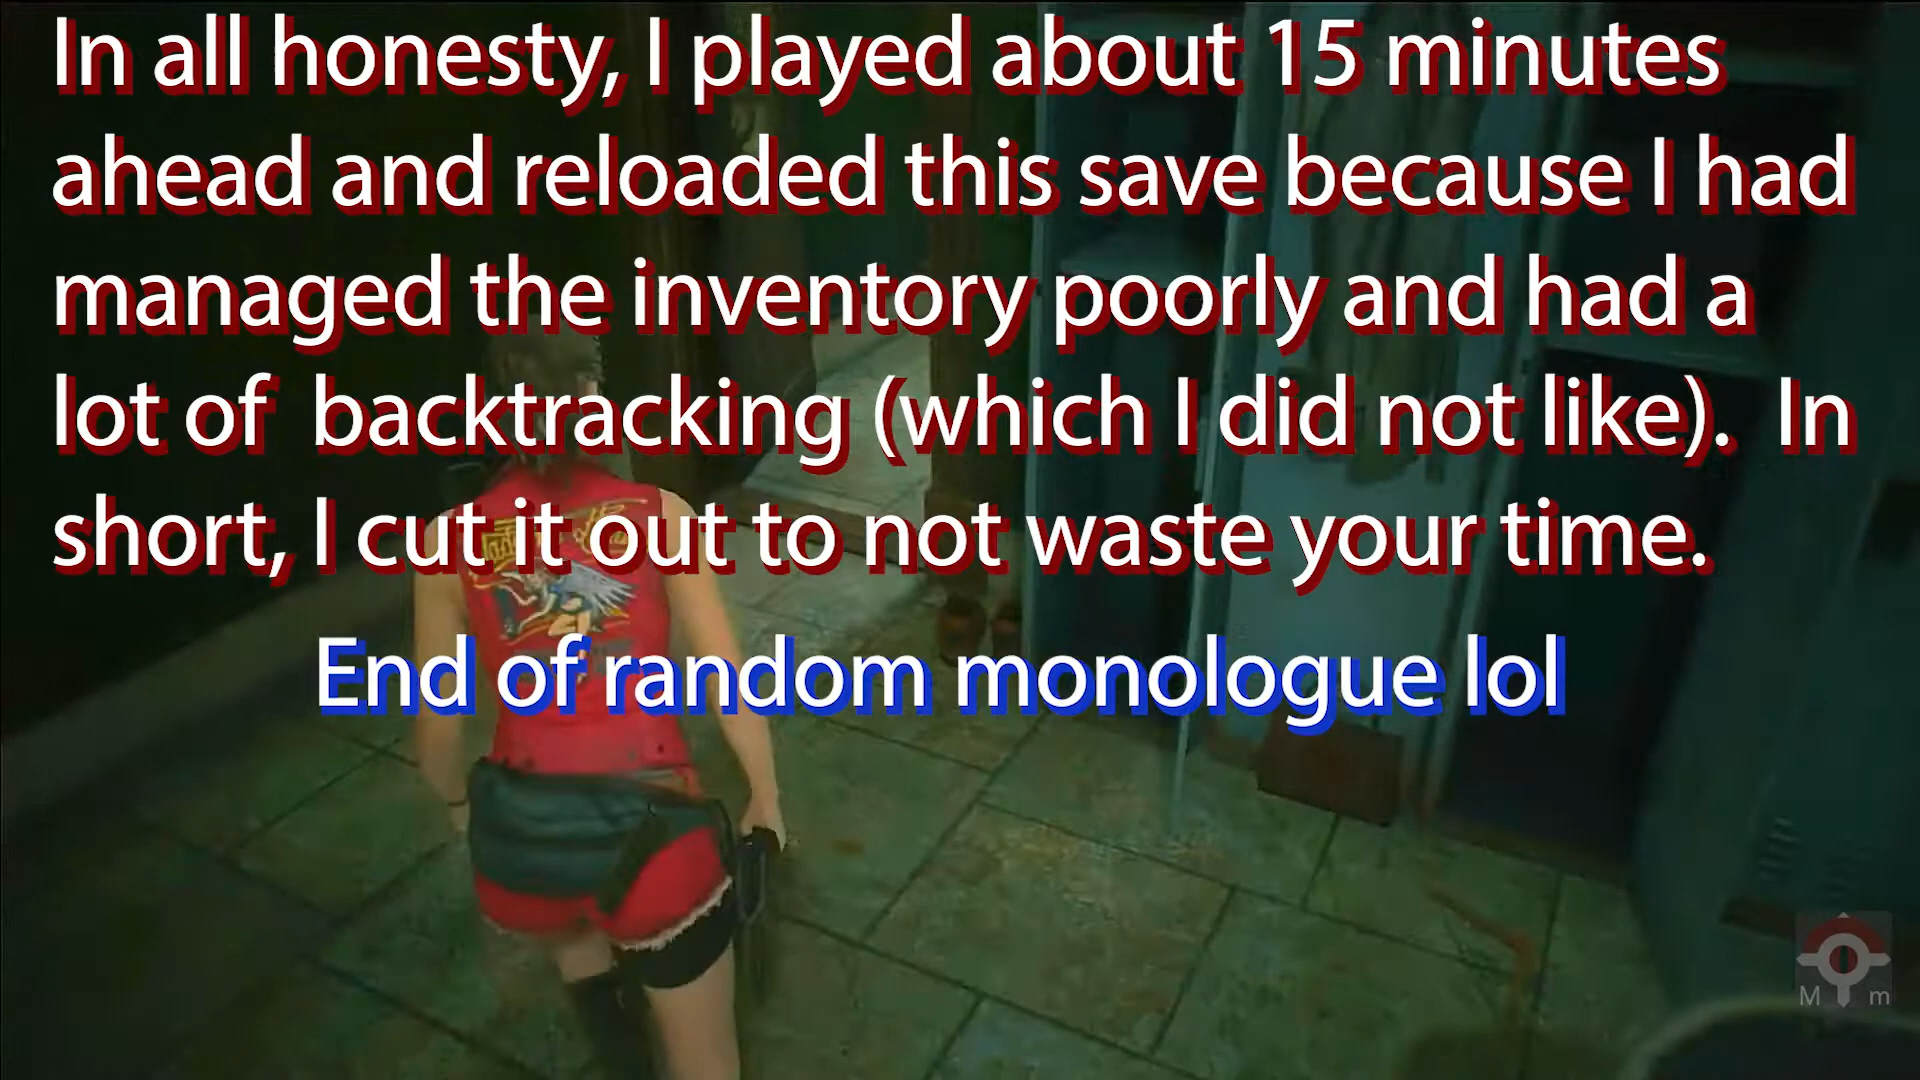 In all honesty, I played about 15 minutes
ahead and reloaded this save because I had
managed the inventory poorly and had a
lot of  backtracking (which I did not like).  In
short, I cut it out to not waste your time.
End of random monologue lol
M m